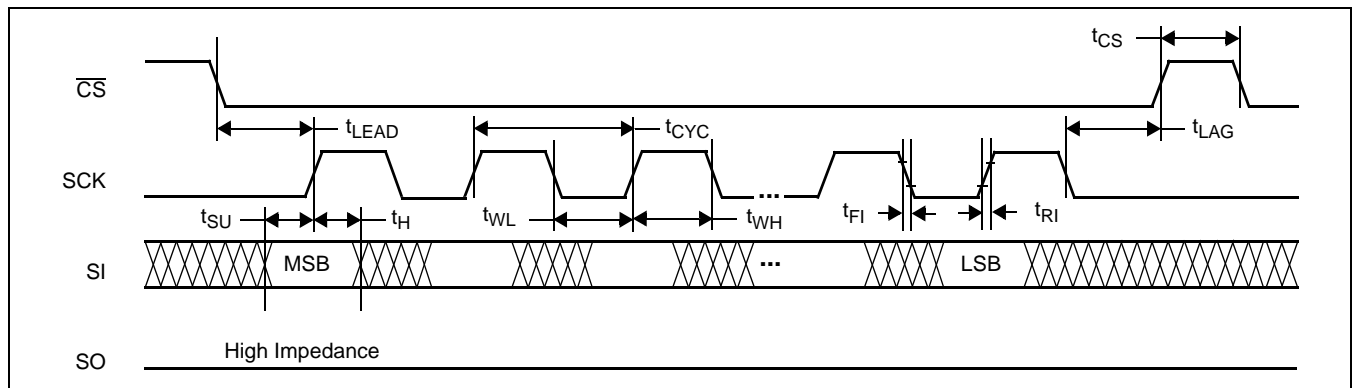 tCS
CS
tLEAD
tCYC
tLAG
SCK
...
tSU
tH
tWL
tWH
tFI
tRI
SI
MSB
...
LSB
High Impedance
SO